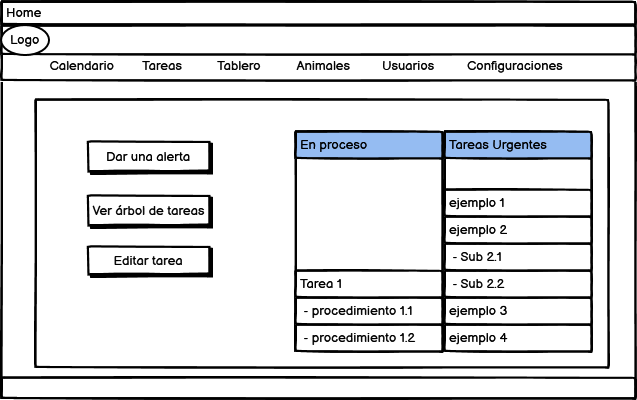 Home
Logo
Calendario Tareas Tablero Animales Usuarios Configuraciones
Dar una alerta
Ver árbol de tareas
Editar tarea
En proceso
Tarea 1
- procedimiento 1.1
- procedimiento 1.2
Tareas Urgentes
ejemplo 1
ejemplo 2
- Sub 2.1
- Sub 2.2
ejemplo 3
ejemplo 4